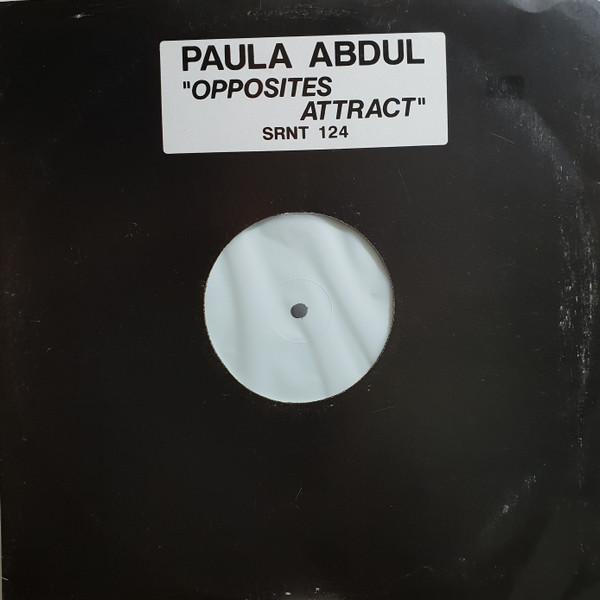 PAULA ABDUL
"OPPOSITES
ATTRACT"
SRNT 124